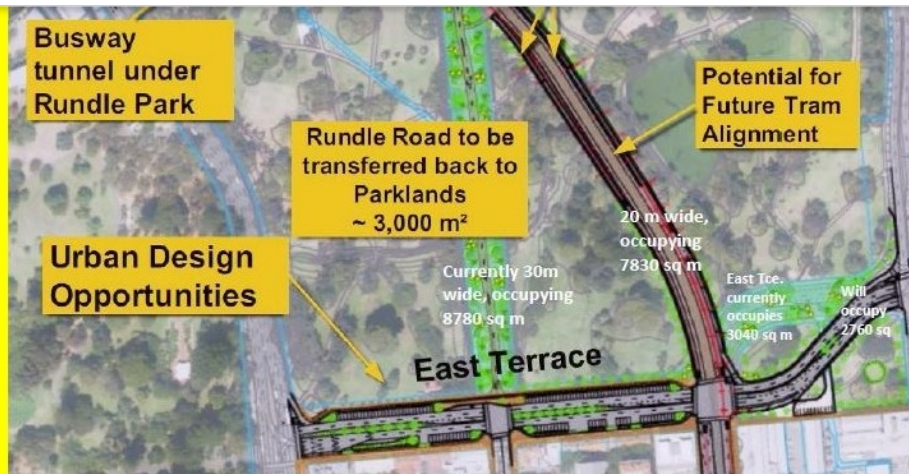 Busway
tunnel under
Rundle Park
Potential for
Future Tram
Alignment
Rundle Road to be
transferred back to
Parklands
~ 3,000 m²
20 m wide,
occupying
7830 sq m
Urban Design
Opportunities
Currently 30m
wide, occupying
8780 sq m
East Tce.
currently
occupies
3040 sq m
Will
occupy
2760 sq
East Terrace